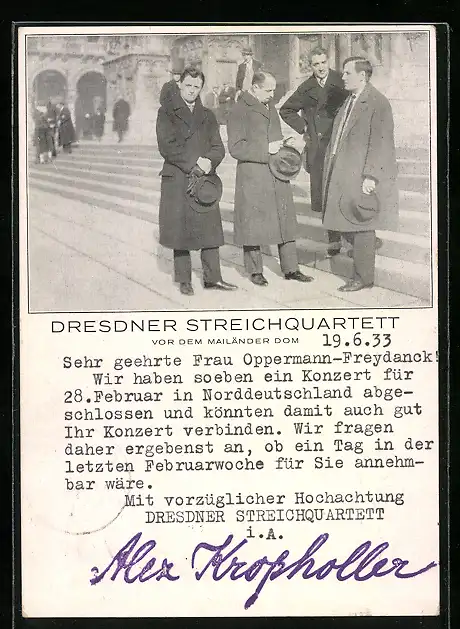 DRESDNER STREICHQUARTETT
VOR DEM MAILÄNDER DOM
19.6.33
Sehr geehrte Frau Oppermann-Freydanck!
Wir haben soeben ein Konzert für
28.Februar in Norddeutschland abge-
schlossen und könnten damit auch gut
Ihr Konzert verbinden. Wir fragen
daher ergebenst an, ob ein Tag in der
letzten Februarwoche für Sie annehm-
bar wäre.
Mit vorzüglicher Hochachtung
DRESDNER STREICHQUARTETT
i.A.
Alex Kropholler